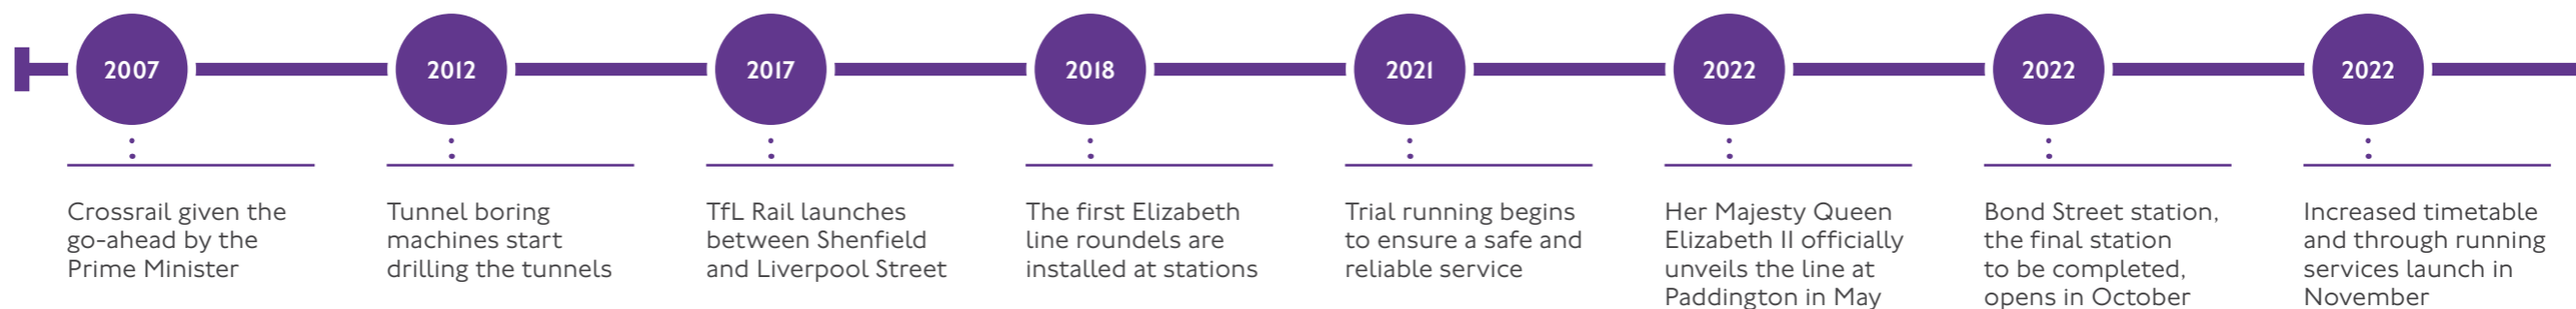 2007
Crossrail given the
go-ahead by the
Prime Minister
2012
Tunnel boring
machines start
drilling the tunnels
2017
TfL Rail launches
between Shenfield
and Liverpool Street
2018
The first Elizabeth
line roundels are
installed at stations
2021
Trial running begins
to ensure a safe and
reliable service
2022
Her Majesty Queen
Elizabeth II officially
unveils the line at
Paddington in May
2022
Bond Street station,
the final station
to be completed,
opens in October
2022
Increased timetable
and through running
services launch in
November